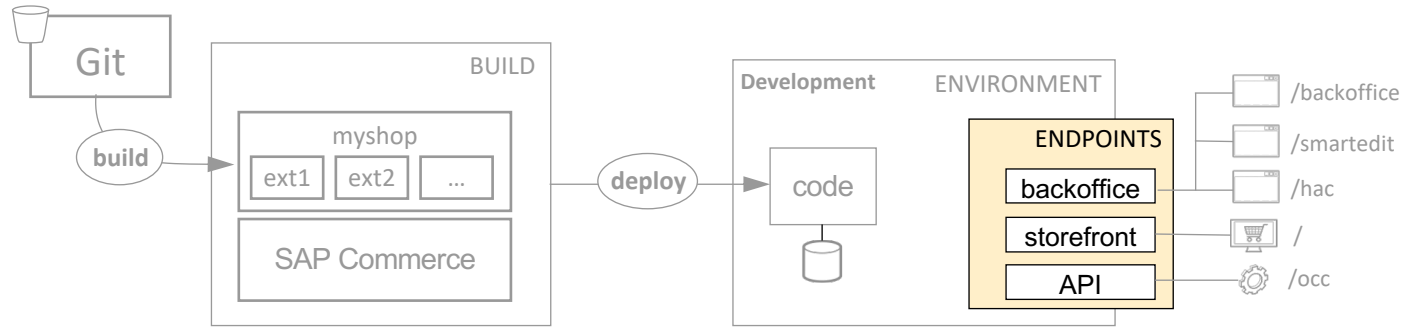 Git
build
BUILD
myshop
ext1
ext2
...
SAP Commerce
deploy
Development
ENVIRONMENT
code
ENDPOINTS
backoffice
storefront
API
/backoffice
/smartedit
/hac
/
/occ